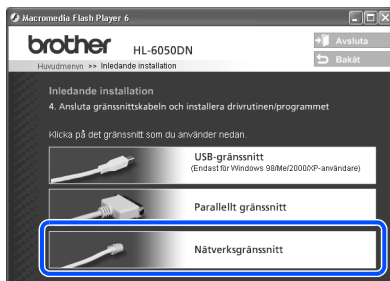 Macromedia Flash Player 6
brother
HL-6050DN
Avsluta
Huvudmenyn >> Inledande installation
Bakåt
Inledande installation
4. Ansluta gränssnittskabeln och installera drivrutinen/programmet
Klicka på det gränssnitt som du använder nedan.
USB-gränssnitt
(Endast för Windows 98/Me/2000/XP-användare)
Parallellt gränssnitt
Nätverksgränssnitt